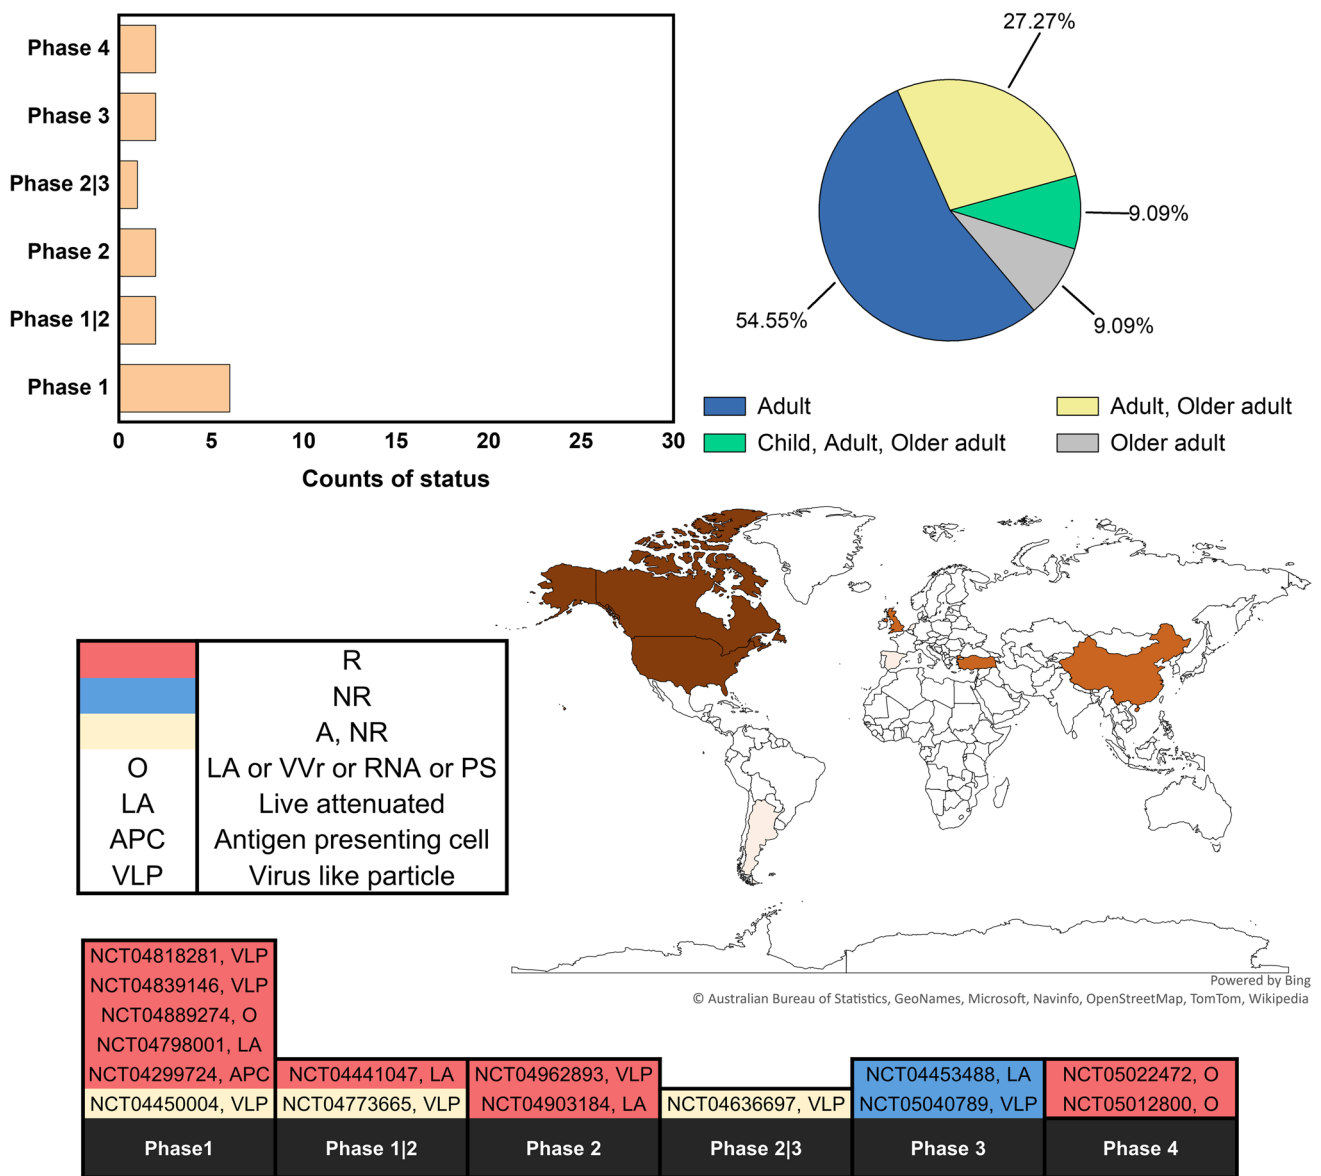 Phase 4
Phase 3
Phase 2|3
Phase 2
Phase 1|2
Phase 1
0 5 10 15 20 25 30
Counts of status
27.27%
9.09%
9.09%
54.55%
Adult
Adult, Older adult
Child, Adult, Older adult
Older adult
R
NR
A, NR
O LA or VVr or RNA or PS
LA Live attenuated
APC Antigen presenting cell
VLP Virus like particle
Powered by Bing
© Australian Bureau of Statistics, GeoNames, Microsoft, Navinfo, OpenStreetMap, TomTom, Wikipedia
NCT04818281, VLP
NCT04839146, VLP
NCT04889274, O
NCT04798001, LA
NCT04299724, APC
NCT04450004, VLP
Phase1
NCT04441047, LA
NCT04773665, VLP
Phase 1|2
NCT04962893, VLP
NCT04903184, LA
Phase 2
NCT04636697, VLP
Phase 2|3
NCT04453488, LA
NCT05040789, VLP
Phase 3
NCT05022472, O
NCT05012800, O
Phase 4